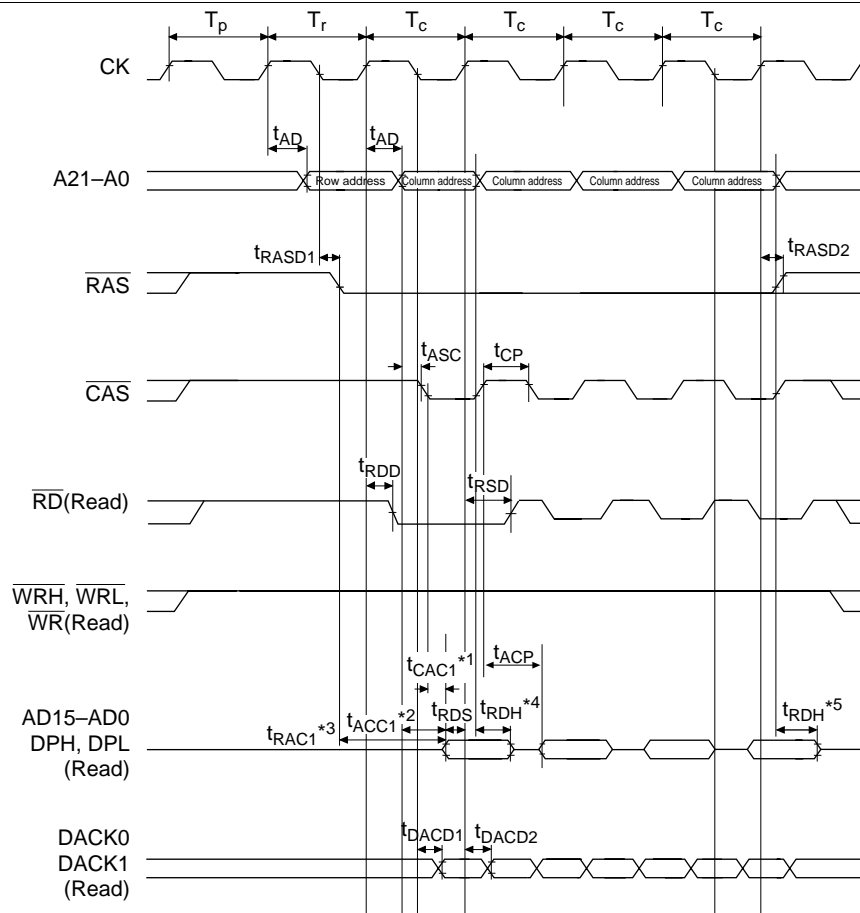 Tp Tr Tc Tc Tc Tc
CK
tAD tAD
A21–A0 Row address Column address Column address Column address Column address
tRASD1 tRASD2
RAS
tASC tCP
CAS
tRDD tRSD
RD(Read)
WRH, WRL,
WR(Read)
tCAC1*1 tACP
AD15–AD0
DPH, DPL
(Read)
tRAC1*3 tACC1*2 tRDS tRDH*4 tRDH*5
DACK0
DACK1
(Read)
tDACD1 tDACD2